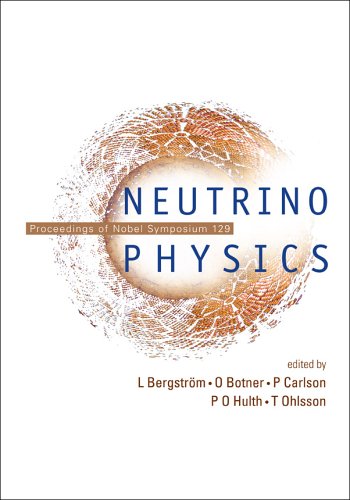 NEUTRINO
Proceedings of Nobel Symposium 129
PHYSICS
edited by
L Bergström • O Botner • P Carlson
P O Hulth • T Ohlsson